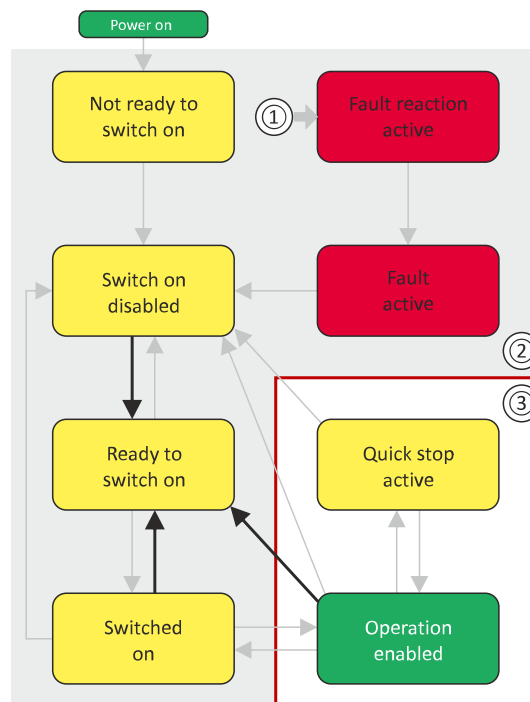 Power on
Not ready to
switch on
①
Fault reaction
active
Switch on
disabled
Fault
active
②
③
Ready to
switch on
Quick stop
active
Switched
on
Operation
enabled